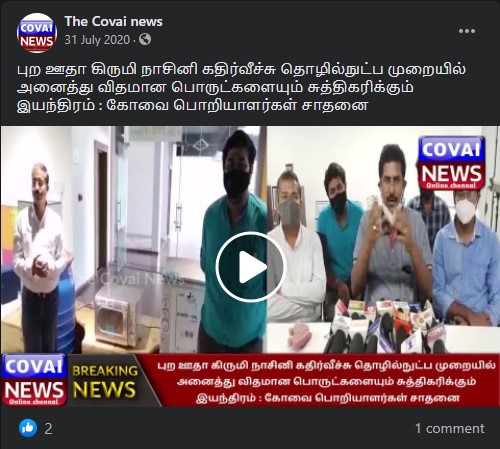 The Covai news
31 July 2020 ·
புற ஊதா கிருமி நாசினி கதிர்வீச்சு தொழில்நுட்ப முறையில்
அனைத்து விதமான பொருட்களையும் சுத்திகரிக்கும்
இயந்திரம் : கோவை பொறியாளர்கள் சாதனை
COVAI
NEWS
Online channel
The Covai News
COVAI
NEWS
Online channel
BREAKING
NEWS
புற ஊதா கிருமி நாசினி கதிர்வீச்சு தொழில்நுட்ப முறையில்
அனைத்து விதமான பொருட்களையும் சுத்திகரிக்கும்
இயந்திரம் : கோவை பொறியாளர்கள் சாதனை
2
1 comment